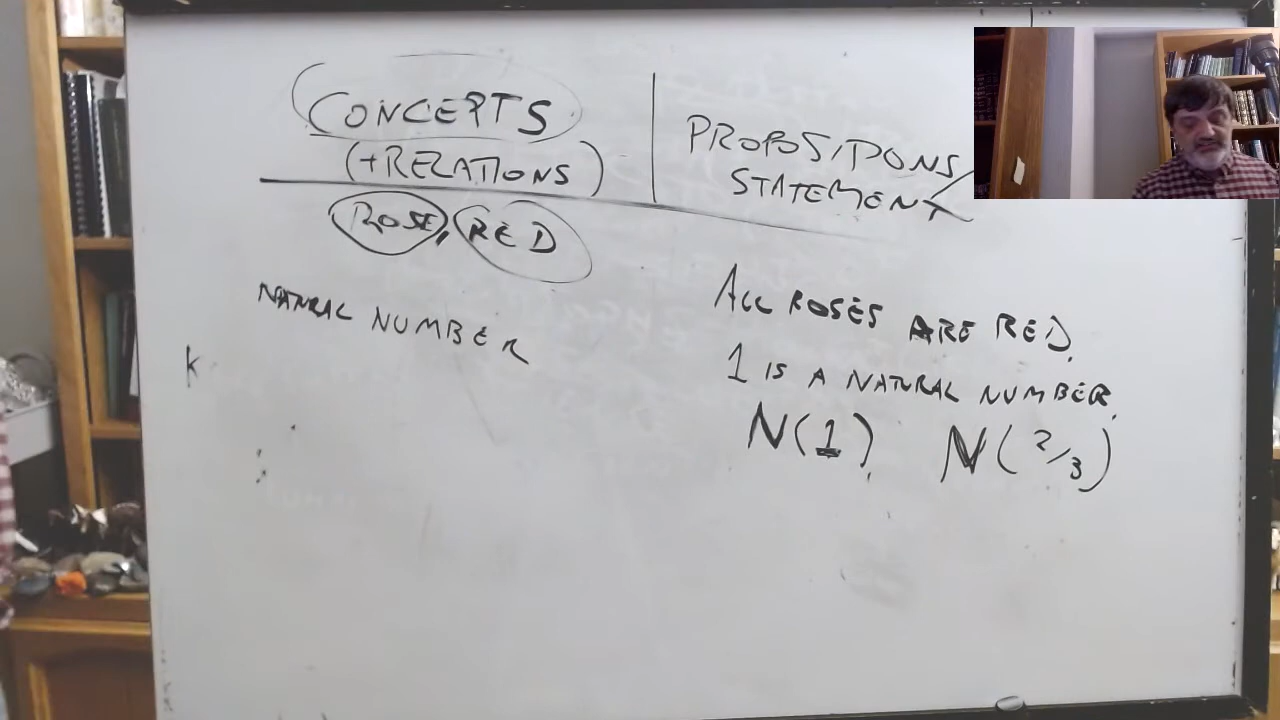 CONCEPTS
(+RELATIONS)
PROPOSITIONS
STATEMENT
ROSE, RED
NATURAL NUMBER
K
ALL ROSES ARE RED.
1 IS A NATURAL NUMBER.
N(1). N(2/3)